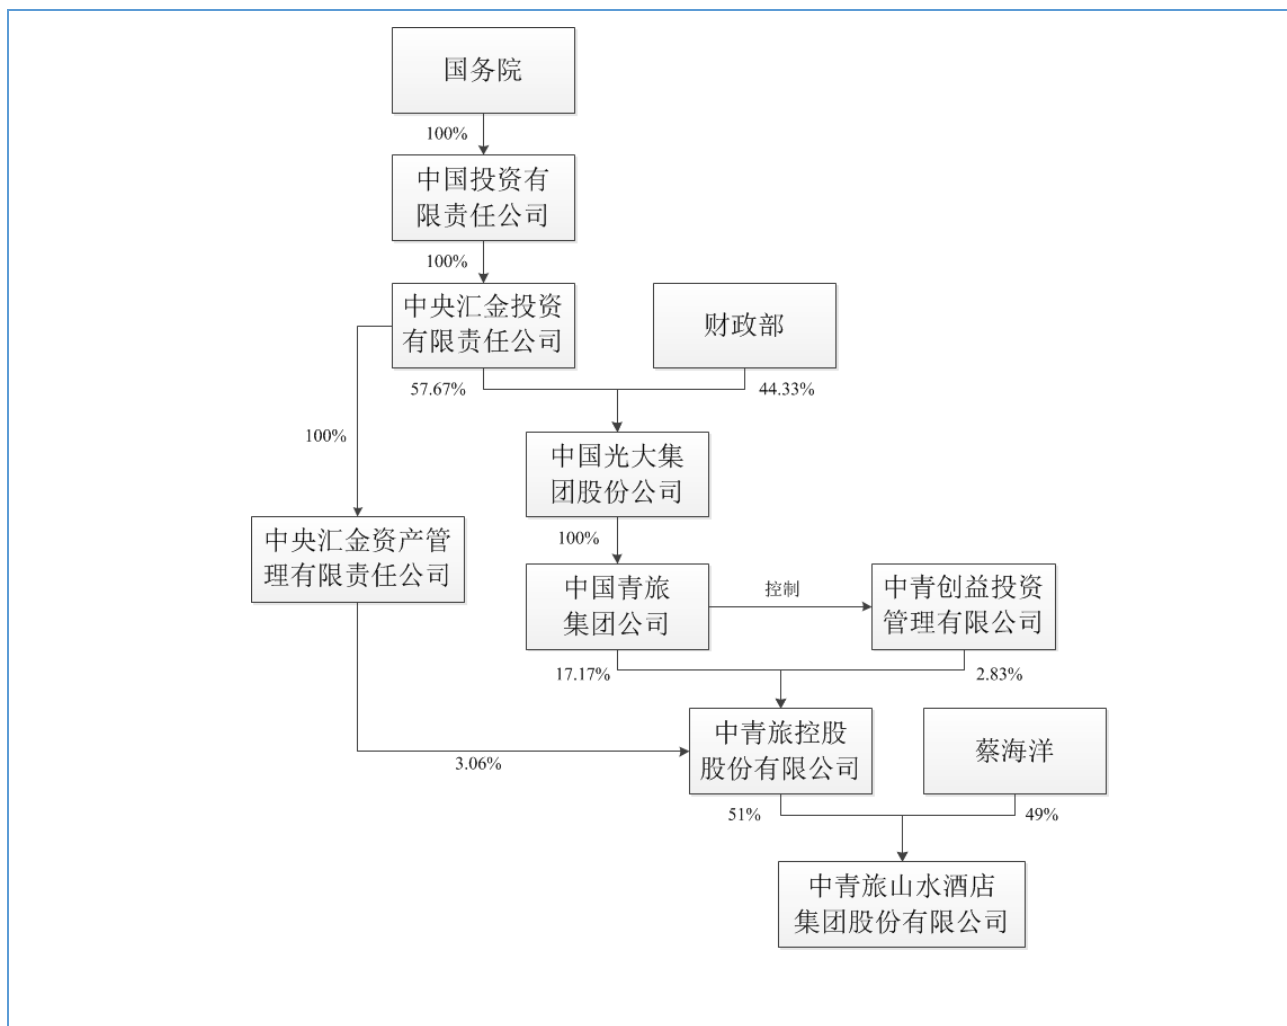 国务院
100%
中国投资有
限责任公司
100%
中央汇金投资
有限责任公司
财政部
57.67%
44.33%
100%
中国光大集
团股份公司
100%
中央汇金资产管
理有限责任公司
中国青旅
集团公司
控制
中青创益投资
管理有限公司
17.17%
2.83%
中青旅控股
股份有限公司
蔡海洋
3.06%
51%
49%
中青旅山水酒店
集团股份有限公司